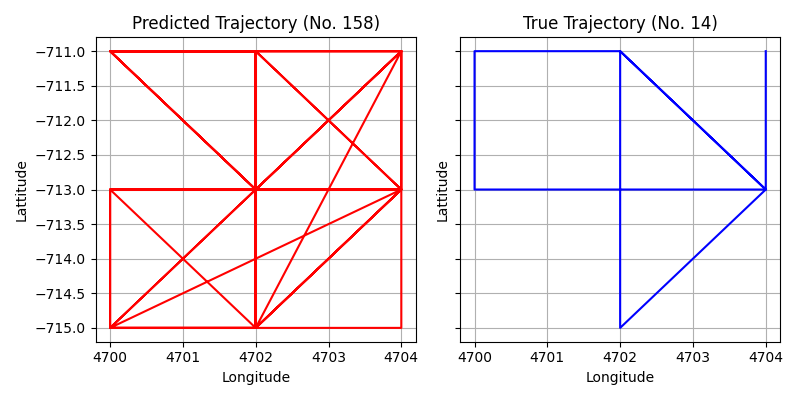 Predicted Trajectory (No. 158)
−711.0
−711.5
−712.0
−712.5
−713.0
−713.5
−714.0
−714.5
−715.0
Lattitude
4700 4701 4702 4703 4704
Longitude
True Trajectory (No. 14)
Lattitude
4700 4701 4702 4703 4704
Longitude